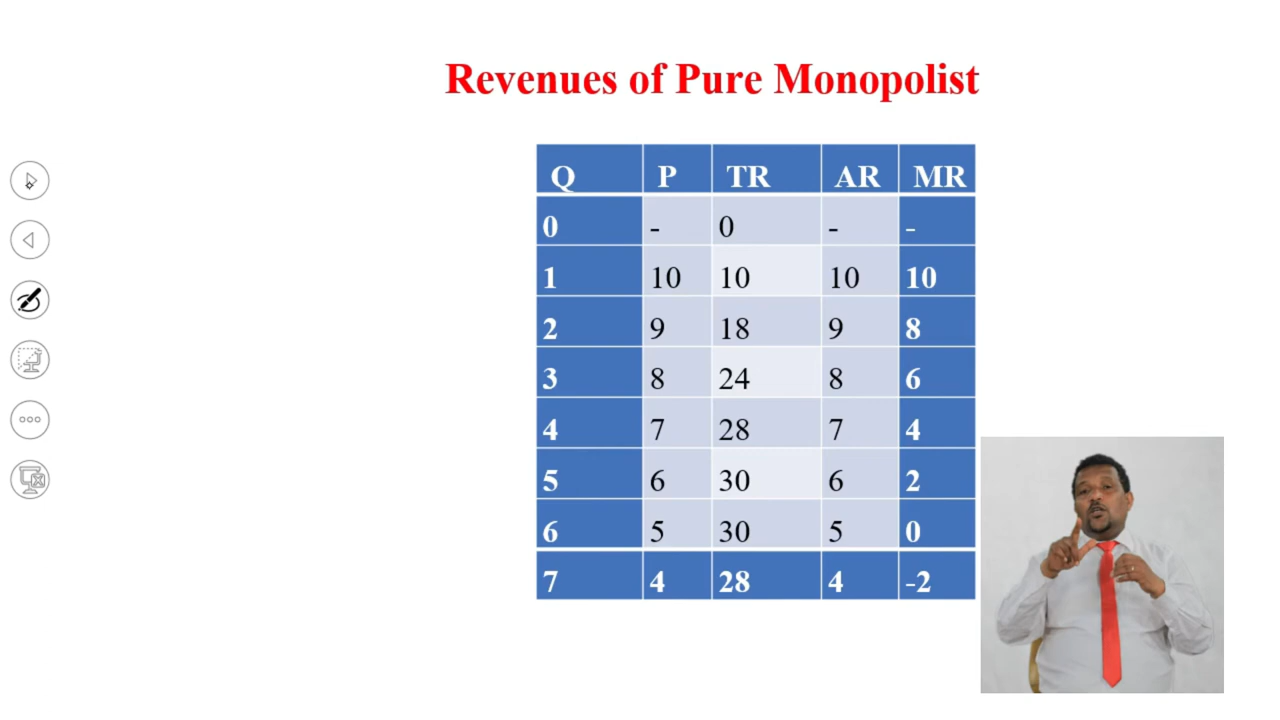 Revenues of Pure Monopolist
Q P TR AR MR
0 - 0 - -
1 10 10 10 10
2 9 18 9 8
3 8 24 8 6
4 7 28 7 4
5 6 30 6 2
6 5 30 5 0
7 4 28 4 -2